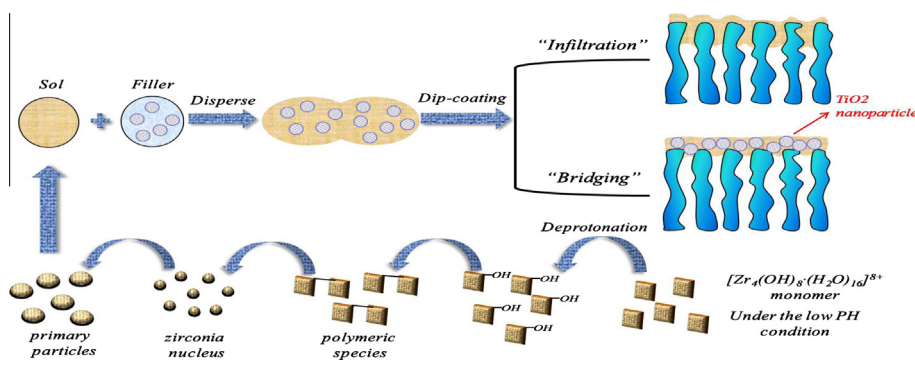 Sol
Filler
Disperse
Dip-coating
“Infiltration”
“Bridging”
TiO2
nanoparticle
Deprotonation
OH
OH
OH
OH
OH
[Zr4(OH)8·(H2O)16]8+
monomer
Under the low PH
condition
primary
particles
zirconia
nucleus
polymeric
species